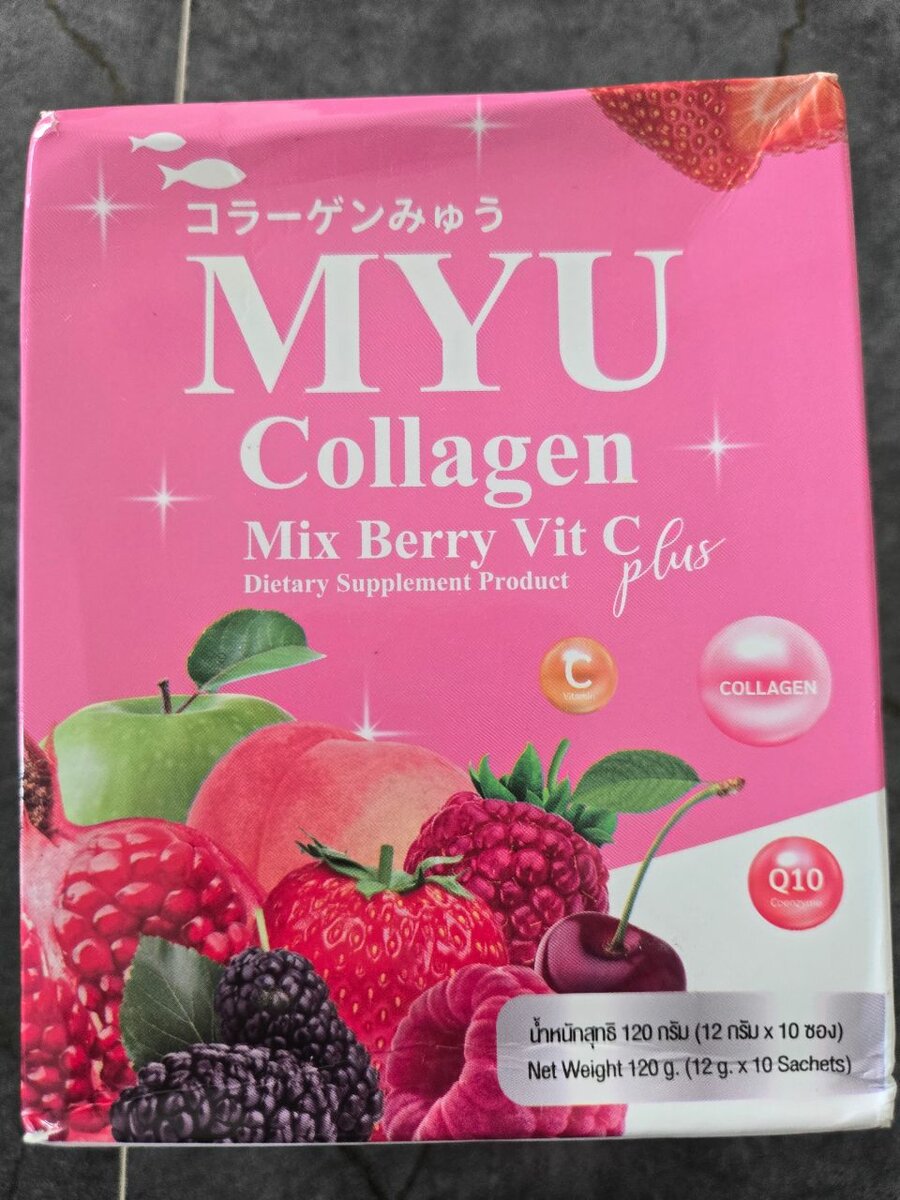 コラーゲンみゅう
MYU
Collagen
Mix Berry Vit C plus
Dietary Supplement Product
C
Vitamin
COLLAGEN
Q10
Coenzyme
น้ำหนักสุทธิ 120 กรัม (12 กรัม x 10 ซอง)
Net Weight 120 g. (12 g. x 10 Sachets)